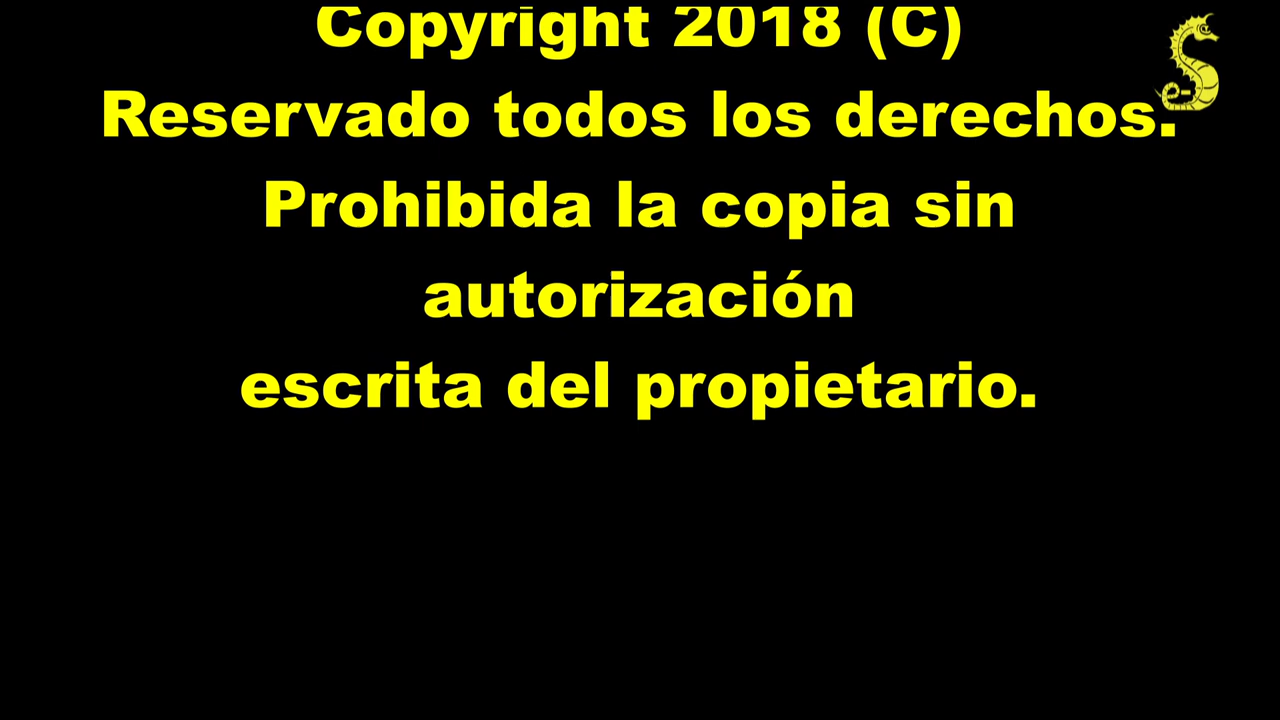 Copyright 2018 (C)
Reservado todos los derechos.
Prohibida la copia sin
autorización
escrita del propietario.